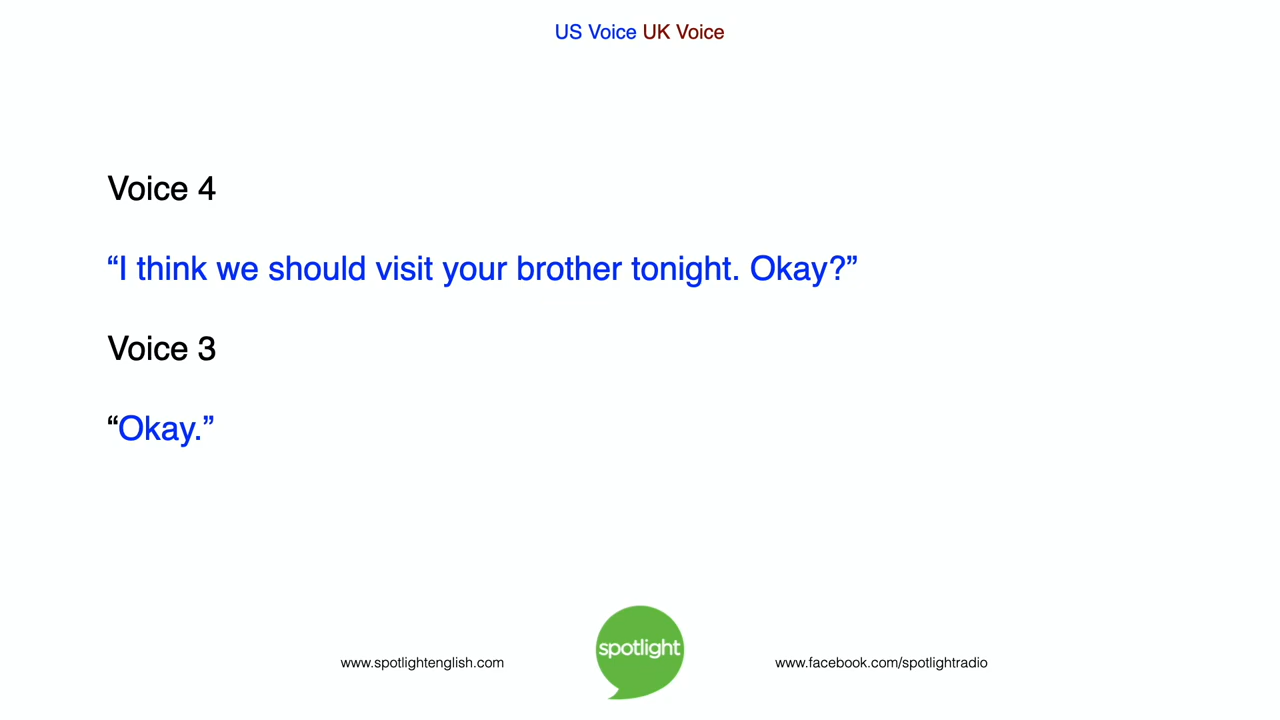 US Voice UK Voice
Voice 4
“I think we should visit your brother tonight. Okay?”
Voice 3
“Okay.”
www.spotlightenglish.com
spotlight
www.facebook.com/spotlightradio